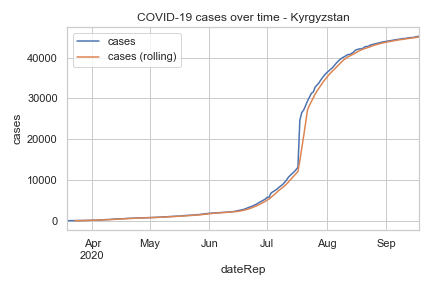 COVID-19 cases over time - Kyrgyzstan
cases
cases (rolling)
40000
30000
20000
10000
0
cases
Apr
2020
May
Jun
Jul
Aug
Sep
dateRep